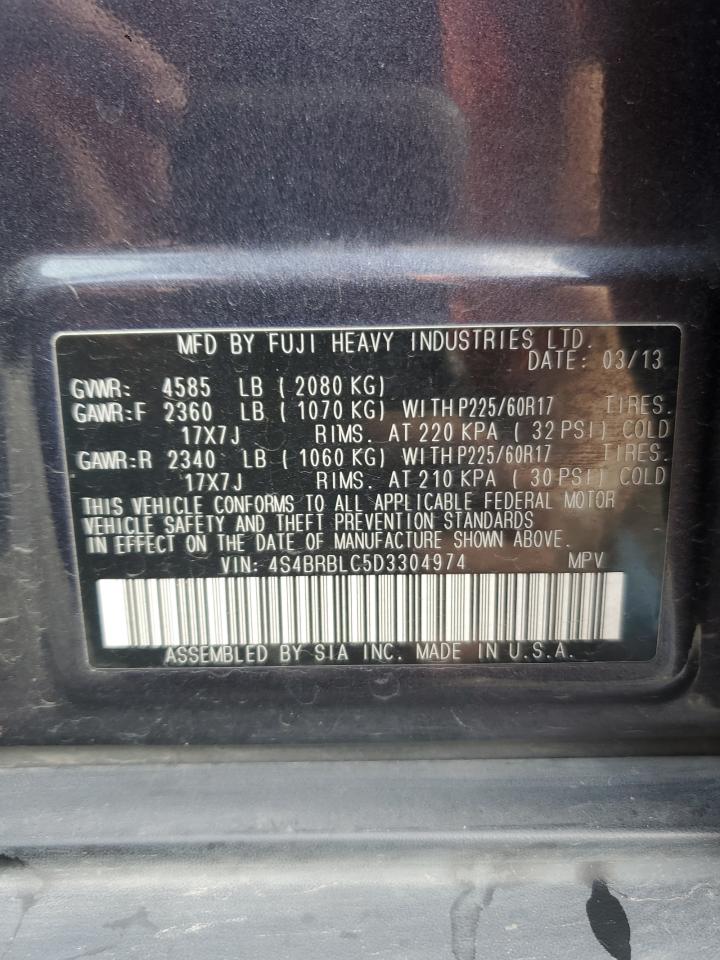 MFD BY FUJI HEAVY INDUSTRIES LTD.
DATE: 03/13
GVWR: 4585 LB ( 2080 KG)
GAWR:F 2360 LB ( 1070 KG) WITH P225/60R17 TIRES.
17X7J RIMS. AT 220 KPA ( 32 PSI) COLD
GAWR:R 2340 LB ( 1060 KG) WITH P225/60R17 TIRES.
17X7J RIMS. AT 210 KPA ( 30 PSI) COLD
THIS VEHICLE CONFORMS TO ALL APPLICABLE FEDERAL MOTOR
VEHICLE SAFETY AND THEFT PREVENTION STANDARDS
IN EFFECT ON THE DATE OF MANUFACTURE SHOWN ABOVE.
VIN: 4S4BRBLC5D3304974 MPV
ASSEMBLED BY SIA INC. MADE IN U.S.A.